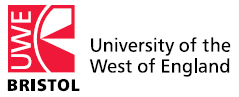 UWE
BRISTOL
University of the
West of England